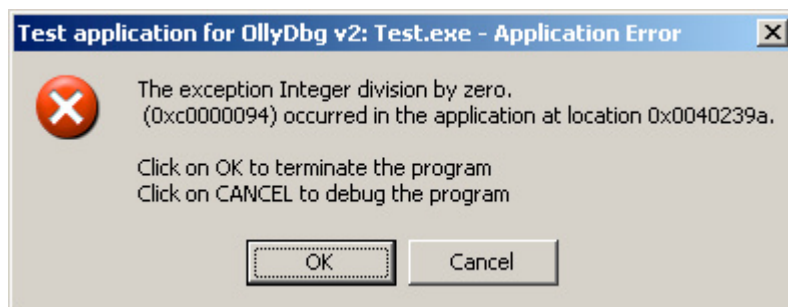 Test application for OllyDbg v2: Test.exe - Application Error
The exception Integer division by zero.
(0xc0000094) occurred in the application at location 0x0040239a.
Click on OK to terminate the program
Click on CANCEL to debug the program
OK
Cancel